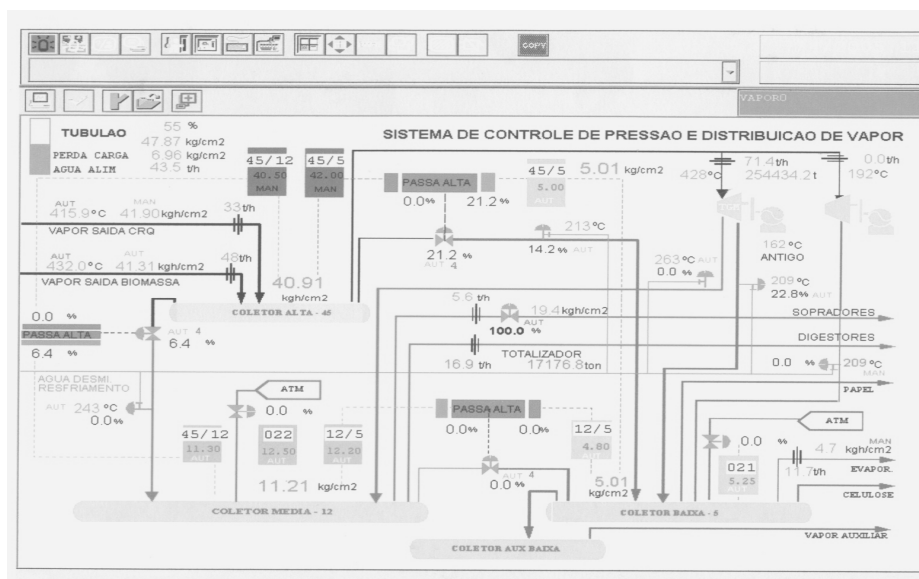 COPY
VAPOR0
TUBULAO 55 %
47.87 kg/cm2
PERDA CARGA 6.96 kg/cm2
AGUA ALIM 43.5 t/h
SISTEMA DE CONTROLE DE PRESSAO E DISTRIBUICAO DE VAPOR
45/12 45/5
40.50 42.00
MAN MAN
PASSA ALTA
0.0% 21.2 %
45/5 5.01 kg/cm2
5.00
AUT
428°C 71.4t/h
254434.2t
0.0t/h
192°C
AUT MAN
415.9°C 41.90 kgh/cm2 33t/h
VAPOR SAIDA CRQ
AUT
432.0°C 41.31 kgh/cm2 48t/h
VAPOR SAIDA BIOMASSA
40.91
kgh/cm2
21.2 %
AUT 4
213°C
14.2% AUT
162 °C
ANTIGO
263°C AUT
0.0 %
209 °C
22.8% AUT
COLETOR ALTA - 45
5.6 t/h
19.4 kgh/cm2
AUT
100.0 %
SOPRADORES
DIGESTORES
0.0 %
PASSA ALTA
6.4 %
AUT 4
6.4 %
TOTALIZADOR
16.9 t/h 17176.8ton
0.0 % 209 °C
MAN
PAPEL
AGUA DESMI
RESFRIAMENTO
AUT 243 °C
0.0%
ATM
0.0 %
PASSA ALTA
0.0% 0.0 %
45/12 022 12/5
11.30 12.50 12.20
AUT AUT AUT
12/5
4.80
AUT
ATM
0.0 %
MAN
4.7 kgh/cm2
11.7t/h EVAPOR.
021
5.25
AUT
CELULOSE
11.21 kg/cm2
AUT 4
0.0 %
5.01
kg/cm2
COLETOR MEDIA - 12
COLETOR BAIXA - 5
COLETOR AUX BAIXA
VAPOR AUXILIAR